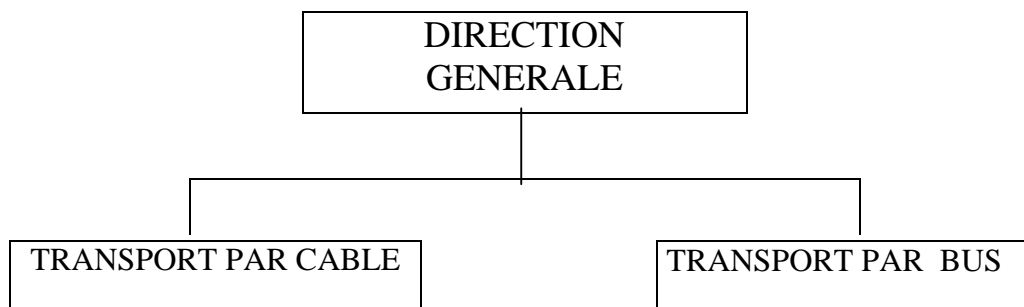 DIRECTION
GENERALE
TRANSPORT PAR CABLE
TRANSPORT PAR BUS